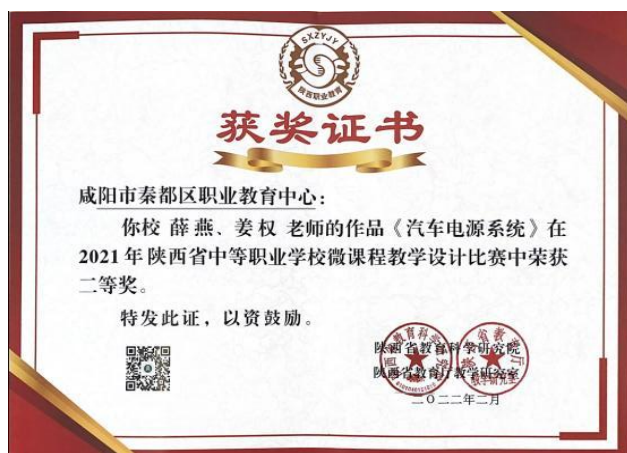 SXZYJY
陕西职业教育
获奖证书
咸阳市秦都区职业教育中心：
你校 薛燕、姜权 老师的作品《汽车电源系统》在
2021年陕西省中等职业学校微课程教学设计比赛中荣获
二等奖。
特发此证，以资鼓励。
陕西省教育科学研究院
陕西省教育厅教学研究室
二〇二二年二月